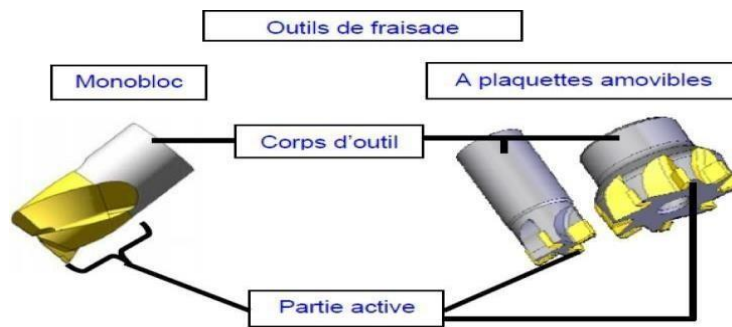 Outils de fraisage
Monobloc
A plaquettes amovibles
Corps d'outil
Partie active